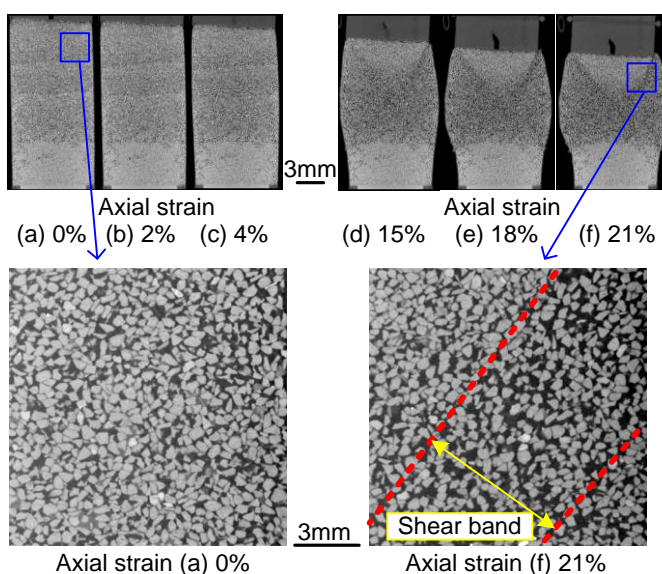 3mm
Axial strain
Axial strain
(a) 0% (b) 2% (c) 4%
(d) 15% (e) 18% (f) 21%
Shear band
3mm
Axial strain (a) 0%
Axial strain (f) 21%